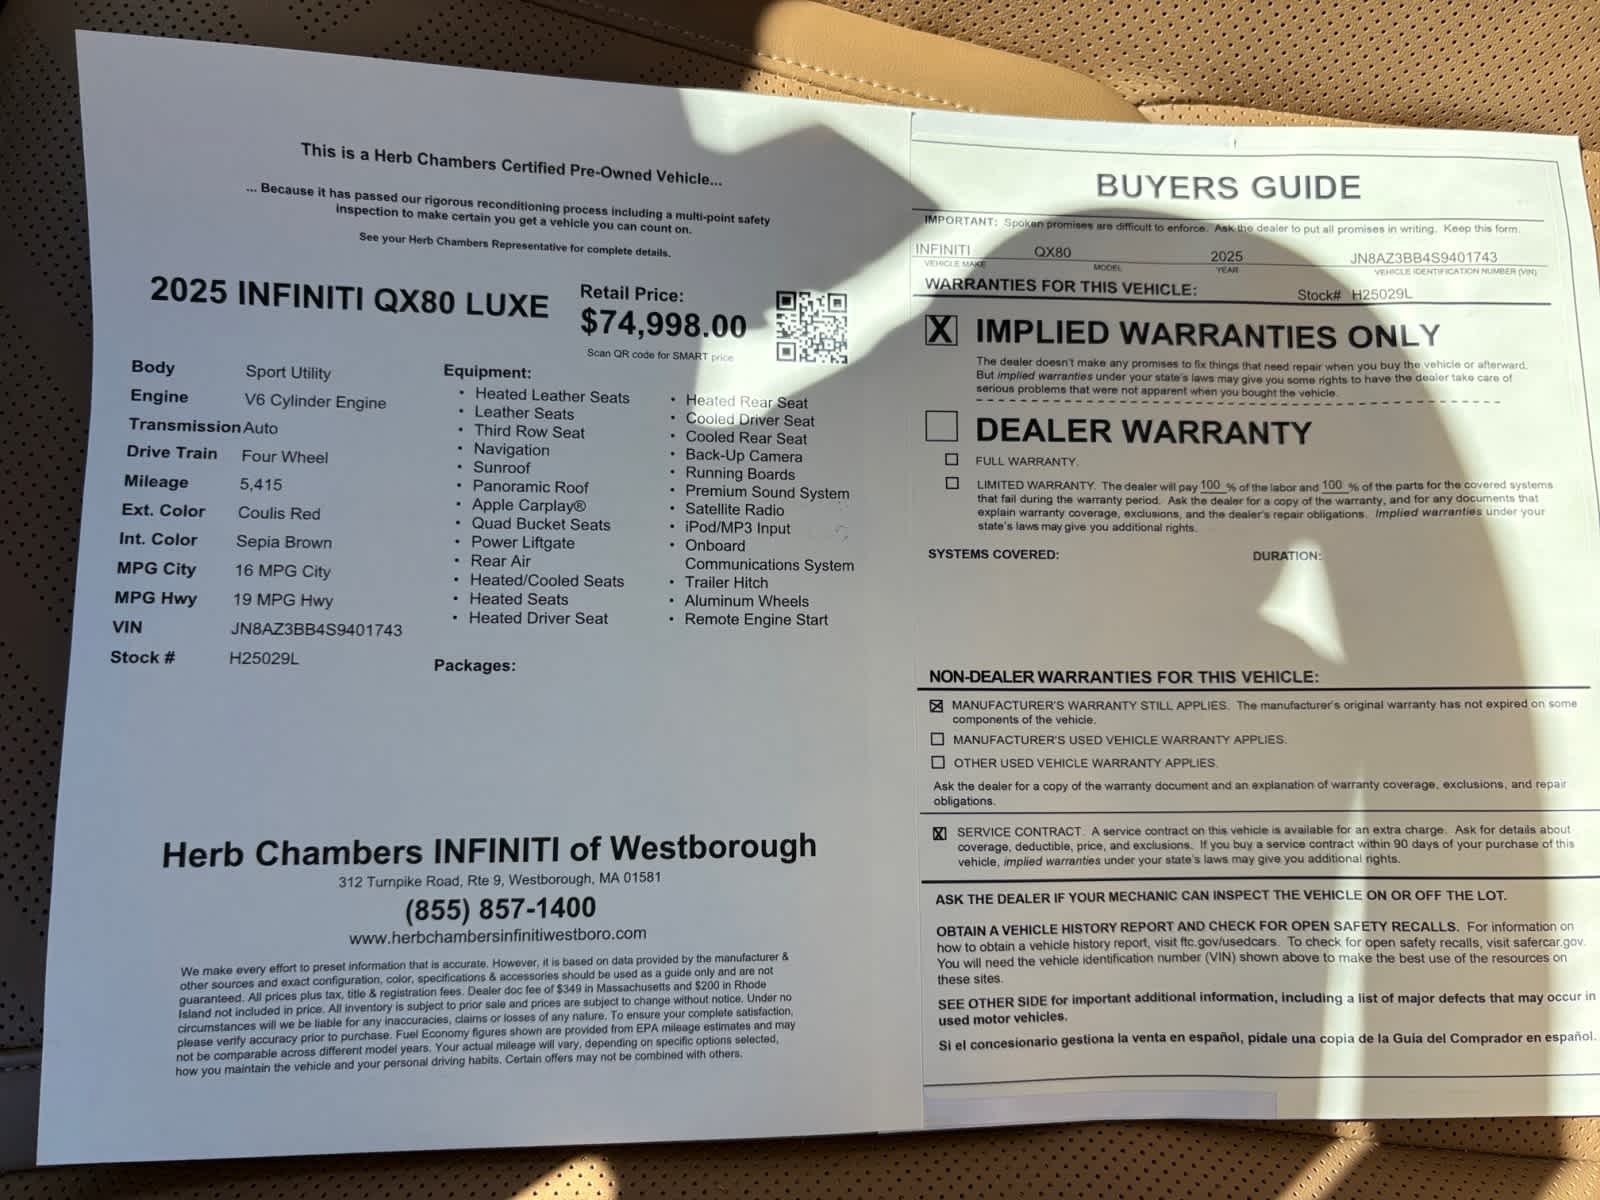 This is a Herb Chambers Certified Pre-Owned Vehicle...
... Because it has passed our rigorous reconditioning process including a multi-point safety
inspection to make certain you get a vehicle you can count on.
See your Herb Chambers Representative for complete details.
2025 INFINITI QX80 LUXE
Retail Price:
$74,998.00
Scan QR code for SMART price
Body Sport Utility
Engine V6 Cylinder Engine
Transmission Auto
Drive Train Four Wheel
Mileage 5,415
Ext. Color Coulis Red
Int. Color Sepia Brown
MPG City 16 MPG City
MPG Hwy 19 MPG Hwy
VIN JN8AZ3BB4S9401743
Stock # H25029L
Equipment:
• Heated Leather Seats
• Leather Seats
• Third Row Seat
• Navigation
• Sunroof
• Panoramic Roof
• Apple Carplay®
• Quad Bucket Seats
• Power Liftgate
• Rear Air
• Heated/Cooled Seats
• Heated Seats
• Heated Driver Seat
• Heated Rear Seat
• Cooled Driver Seat
• Cooled Rear Seat
• Back-Up Camera
• Running Boards
• Premium Sound System
• Satellite Radio
• iPod/MP3 Input
• Onboard
Communications System
• Trailer Hitch
• Aluminum Wheels
• Remote Engine Start
Packages:
Herb Chambers INFINITI of Westborough
312 Turnpike Road, Rte 9, Westborough, MA 01581
(855) 857-1400
www.herbchambersinfinitiwestboro.com
We make every effort to preset information that is accurate. However, it is based on data provided by the manufacturer &
other sources and exact configuration, color, specifications & accessories should be used as a guide only and are not
guaranteed. All prices plus tax, title & registration fees. Dealer doc fee of $349 in Massachusetts and $200 in Rhode
Island not included in price. All inventory is subject to prior sale and prices are subject to change without notice. Under no
circumstances will we be liable for any inaccuracies, claims or losses of any nature. To ensure your complete satisfaction,
please verify accuracy prior to purchase. Fuel Economy figures shown are provided from EPA mileage estimates and may
not be comparable across different model years. Your actual mileage will vary, depending on specific options selected,
how you maintain the vehicle and your personal driving habits. Certain offers may not be combined with others.
BUYERS GUIDE
IMPORTANT: Spoken promises are difficult to enforce. Ask the dealer to put all promises in writing. Keep this form.
INFINITI QX80 2025 JN8AZ3BB4S9401743
VEHICLE MAKE MODEL YEAR VEHICLE IDENTIFICATION NUMBER (VIN)
WARRANTIES FOR THIS VEHICLE: Stock# H25029L
X IMPLIED WARRANTIES ONLY
The dealer doesn't make any promises to fix things that need repair when you buy the vehicle or afterward.
But implied warranties under your state's laws may give you some rights to have the dealer take care of
serious problems that were not apparent when you bought the vehicle.
DEALER WARRANTY
FULL WARRANTY.
LIMITED WARRANTY. The dealer will pay 100 % of the labor and 100 % of the parts for the covered systems
that fail during the warranty period. Ask the dealer for a copy of the warranty, and for any documents that
explain warranty coverage, exclusions, and the dealer's repair obligations. Implied warranties under your
state's laws may give you additional rights.
SYSTEMS COVERED: DURATION:
NON-DEALER WARRANTIES FOR THIS VEHICLE:
X MANUFACTURER'S WARRANTY STILL APPLIES. The manufacturer's original warranty has not expired on some
components of the vehicle.
MANUFACTURER'S USED VEHICLE WARRANTY APPLIES.
OTHER USED VEHICLE WARRANTY APPLIES.
Ask the dealer for a copy of the warranty document and an explanation of warranty coverage, exclusions, and repair
obligations.
X SERVICE CONTRACT. A service contract on this vehicle is available for an extra charge. Ask for details about
coverage, deductible, price, and exclusions. If you buy a service contract within 90 days of your purchase of this
vehicle, implied warranties under your state's laws may give you additional rights.
ASK THE DEALER IF YOUR MECHANIC CAN INSPECT THE VEHICLE ON OR OFF THE LOT.
OBTAIN A VEHICLE HISTORY REPORT AND CHECK FOR OPEN SAFETY RECALLS. For information on
how to obtain a vehicle history report, visit ftc.gov/usedcars. To check for open safety recalls, visit safercar.gov.
You will need the vehicle identification number (VIN) shown above to make the best use of the resources on
these sites.
SEE OTHER SIDE for important additional information, including a list of major defects that may occur in
used motor vehicles.
Si el concesionario gestiona la venta en español, pídale una copia de la Guía del Comprador en español.